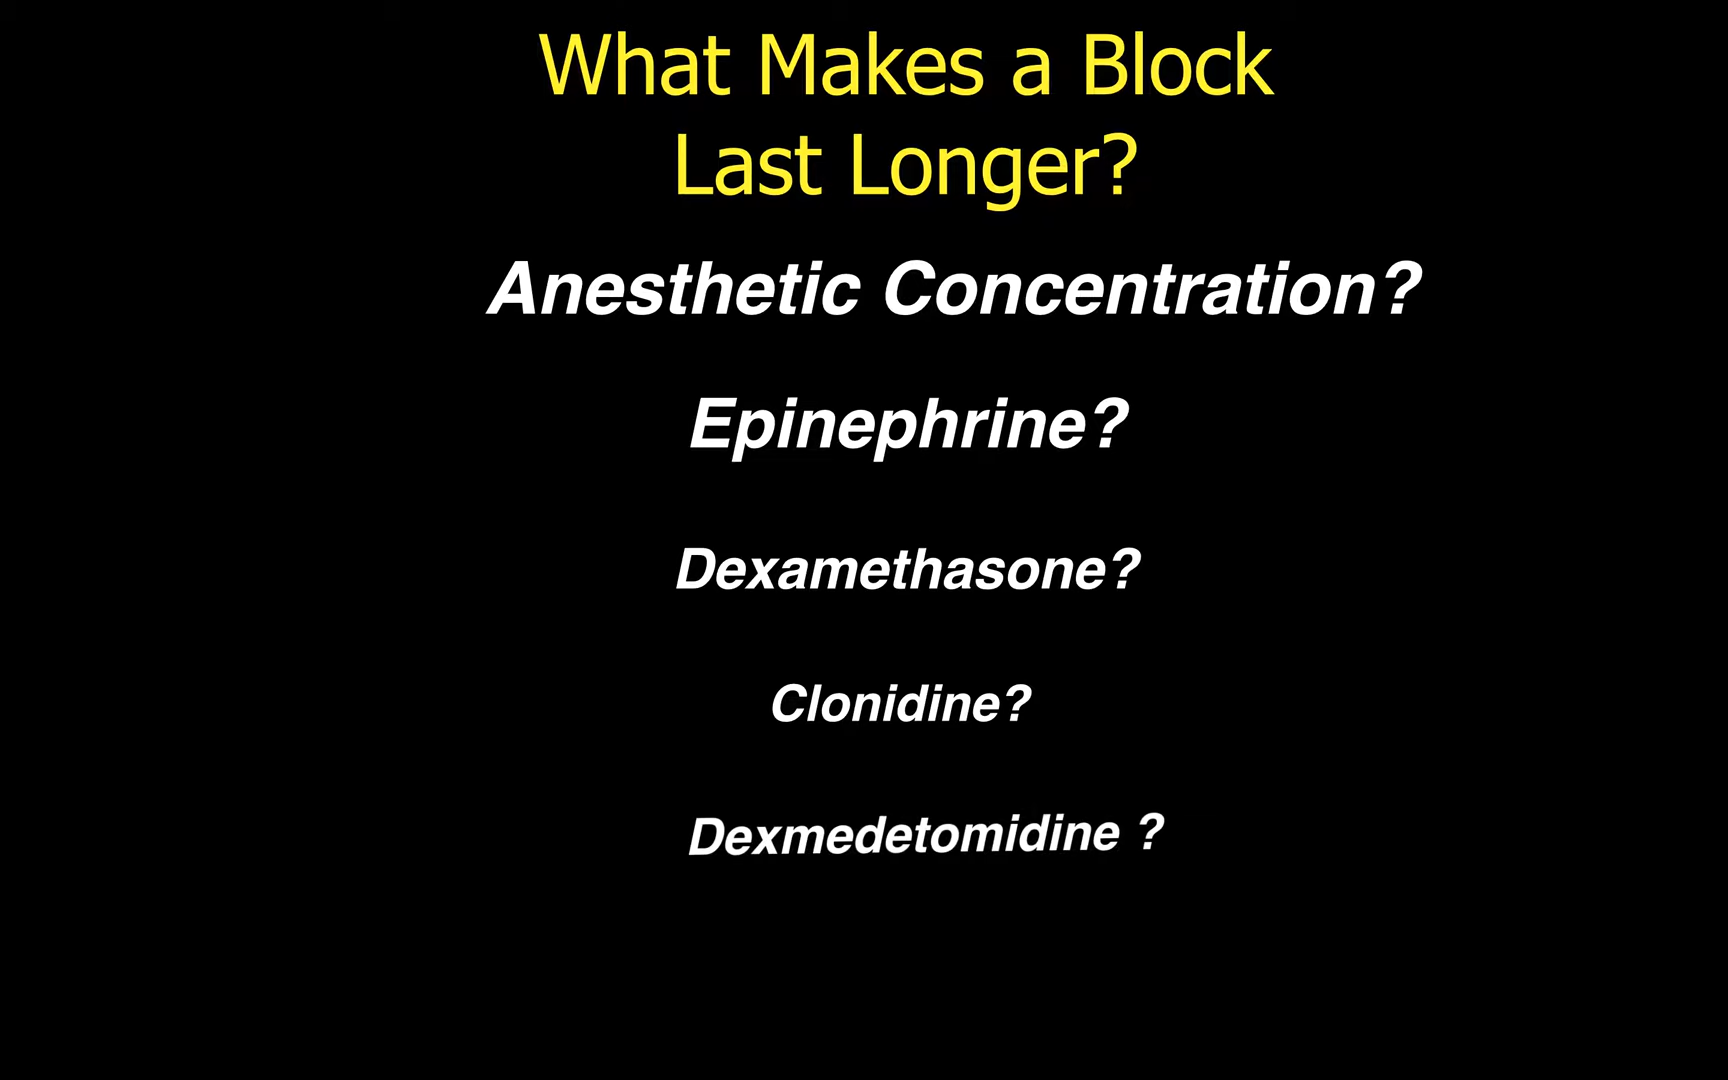 What Makes a Block
Last Longer?
Anesthetic Concentration?
Epinephrine?
Dexamethasone?
Clonidine?
Dexmedetomidine ?